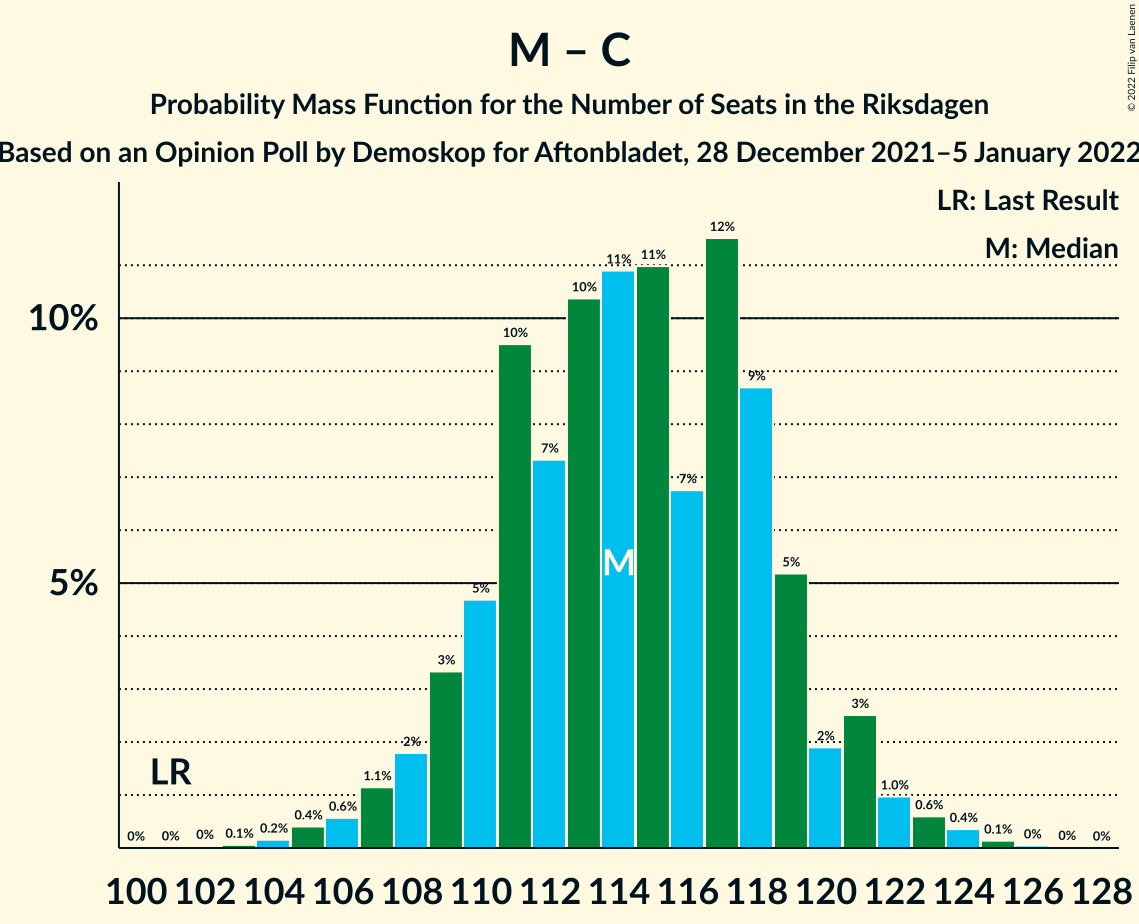 M – C
Probability Mass Function for the Number of Seats in the Riksdagen
Based on an Opinion Poll by Demoskop for Aftonbladet, 28 December 2021–5 January 2022
© 2022 Filip van Laenen
LR: Last Result
M: Median
10%
5%
LR
M
0% 0% 0% 0.1% 0.2% 0.4% 0.6% 1.1% 2% 3% 5% 10% 7% 10% 11% 11% 7% 12% 9% 5% 2% 3% 1.0% 0.6% 0.4% 0.1% 0% 0% 0%
100 102 104 106 108 110 112 114 116 118 120 122 124 126 128